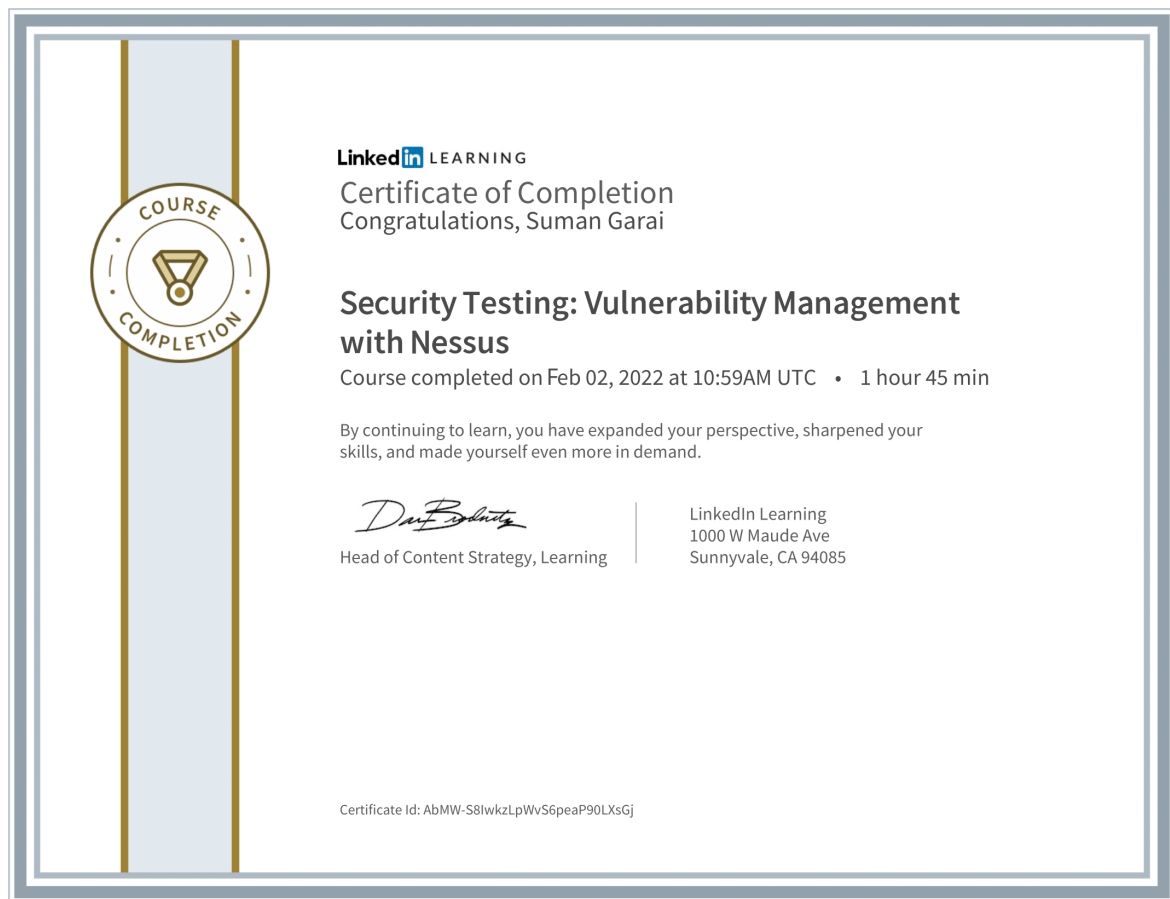 COURSE
COMPLETION
Linked in LEARNING
Certificate of Completion
Congratulations, Suman Garai
Security Testing: Vulnerability Management
with Nessus
Course completed on Feb 02, 2022 at 10:59AM UTC • 1 hour 45 min
By continuing to learn, you have expanded your perspective, sharpened your
skills, and made yourself even more in demand.
Head of Content Strategy, Learning
LinkedIn Learning
1000 W Maude Ave
Sunnyvale, CA 94085
Certificate Id: AbMW-S8IwkzLpWvS6peaP90LXsGj